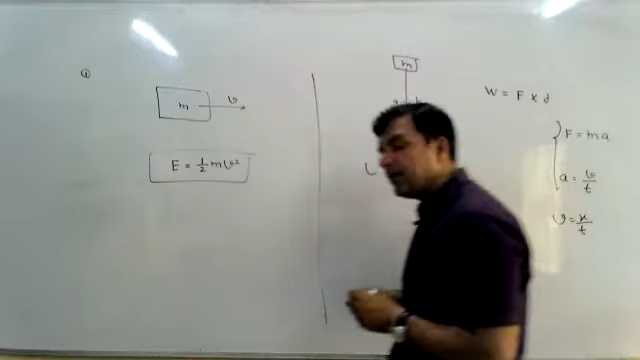 ①
m v
E = ½mv²
m
W = F × d
F = ma
a = v/t
v = x/t